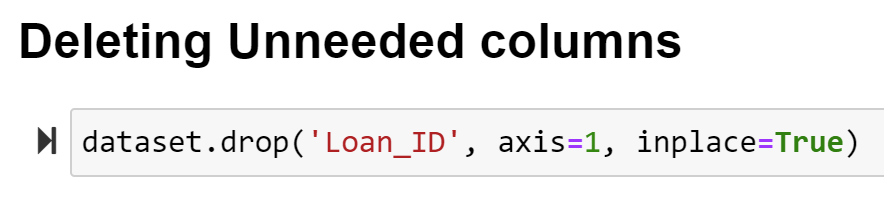 Deleting Unneeded columns
dataset.drop('Loan_ID', axis=1, inplace=True)